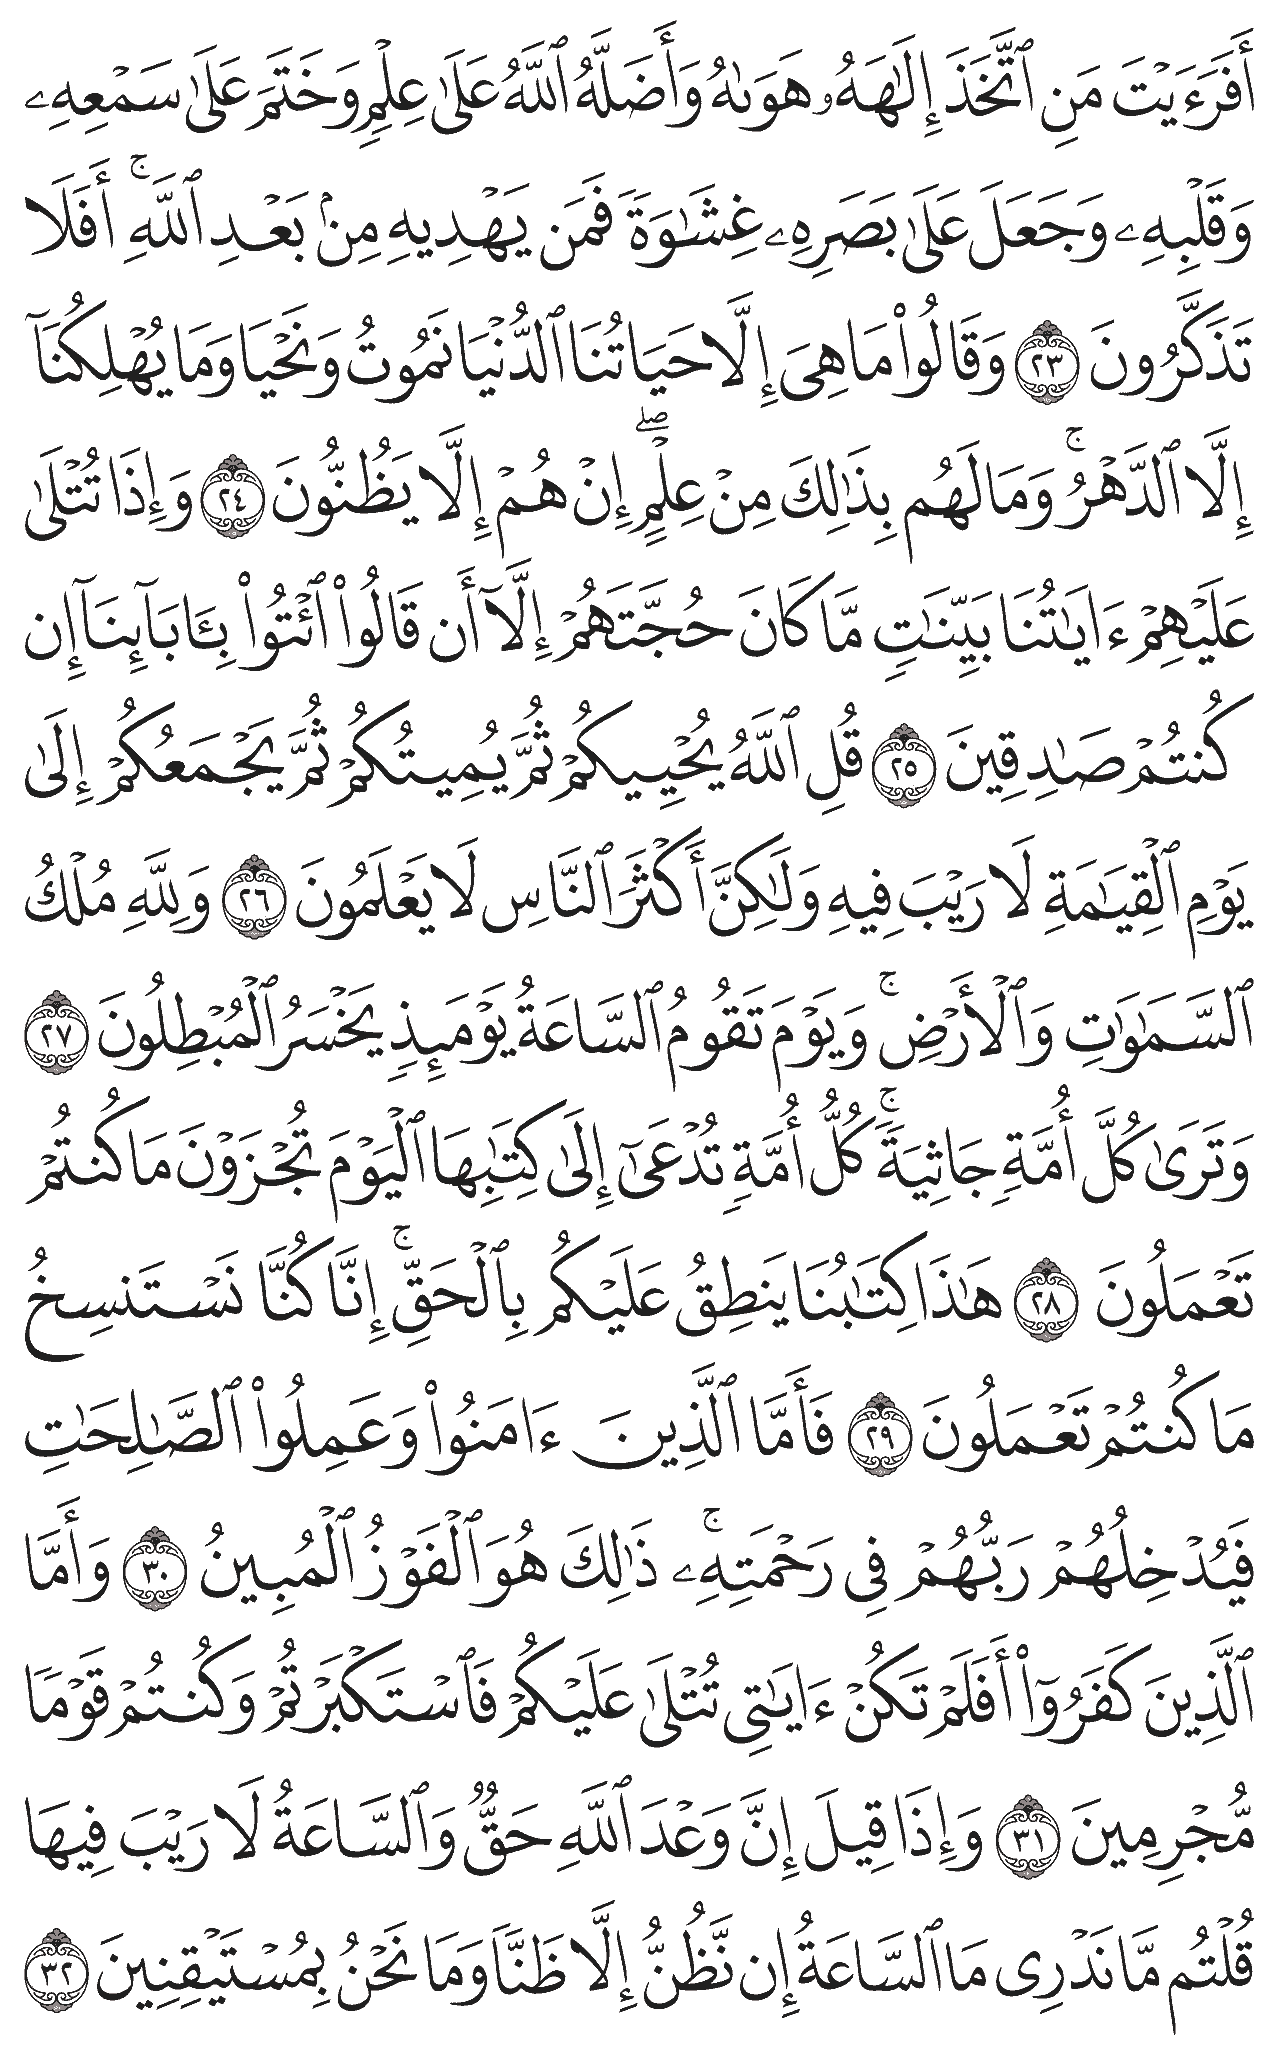 أَفَرَءَيْتَ مَنِ ٱتَّخَذَ إِلَـٰهَهُۥ هَوَىٰهُ وَأَضَلَّهُ ٱللَّهُ عَلَىٰ عِلْمٍ وَخَتَمَ عَلَىٰ سَمْعِهِۦ
وَقَلْبِهِۦ وَجَعَلَ عَلَىٰ بَصَرِهِۦ غِشَـٰوَةً فَمَن يَهْدِيهِ مِنۢ بَعْدِ ٱللَّهِ ۚ أَفَلَا
تَذَكَّرُونَ ٢٣ وَقَالُوا۟ مَا هِىَ إِلَّا حَيَاتُنَا ٱلدُّنْيَا نَمُوتُ وَنَحْيَا وَمَا يُهْلِكُنَآ
إِلَّا ٱلدَّهْرُ ۚ وَمَا لَهُم بِذَٰلِكَ مِنْ عِلْمٍ ۖ إِنْ هُمْ إِلَّا يَظُنُّونَ ٢٤ وَإِذَا تُتْلَىٰ
عَلَيْهِمْ ءَايَـٰتُنَا بَيِّنَـٰتٍ مَّا كَانَ حُجَّتَهُمْ إِلَّآ أَن قَالُوا۟ ٱئْتُوا۟ بِـَٔابَآئِنَآ إِن
كُنتُمْ صَـٰدِقِينَ ٢٥ قُلِ ٱللَّهُ يُحْيِيكُمْ ثُمَّ يُمِيتُكُمْ ثُمَّ يَجْمَعُكُمْ إِلَىٰ
يَوْمِ ٱلْقِيَـٰمَةِ لَا رَيْبَ فِيهِ وَلَـٰكِنَّ أَكْثَرَ ٱلنَّاسِ لَا يَعْلَمُونَ ٢٦ وَلِلَّهِ مُلْكُ
ٱلسَّمَـٰوَٰتِ وَٱلْأَرْضِ ۚ وَيَوْمَ تَقُومُ ٱلسَّاعَةُ يَوْمَئِذٍ يَخْسَرُ ٱلْمُبْطِلُونَ ٢٧
وَتَرَىٰ كُلَّ أُمَّةٍ جَاثِيَةً ۚ كُلُّ أُمَّةٍ تُدْعَىٰٓ إِلَىٰ كِتَـٰبِهَا ٱلْيَوْمَ تُجْزَوْنَ مَا كُنتُمْ
تَعْمَلُونَ ٢٨ هَـٰذَا كِتَـٰبُنَا يَنطِقُ عَلَيْكُم بِٱلْحَقِّ ۚ إِنَّا كُنَّا نَسْتَنسِخُ
مَا كُنتُمْ تَعْمَلُونَ ٢٩ فَأَمَّا ٱلَّذِينَ ءَامَنُوا۟ وَعَمِلُوا۟ ٱلصَّـٰلِحَـٰتِ
فَيُدْخِلُهُمْ رَبُّهُمْ فِى رَحْمَتِهِۦ ۚ ذَٰلِكَ هُوَ ٱلْفَوْزُ ٱلْمُبِينُ ٣٠ وَأَمَّا
ٱلَّذِينَ كَفَرُوٓا۟ أَفَلَمْ تَكُنْ ءَايَـٰتِى تُتْلَىٰ عَلَيْكُمْ فَٱسْتَكْبَرْتُمْ وَكُنتُمْ قَوْمًا
مُّجْرِمِينَ ٣١ وَإِذَا قِيلَ إِنَّ وَعْدَ ٱللَّهِ حَقٌّ وَٱلسَّاعَةُ لَا رَيْبَ فِيهَا
قُلْتُم مَّا نَدْرِى مَا ٱلسَّاعَةُ إِن نَّظُنُّ إِلَّا ظَنًّا وَمَا نَحْنُ بِمُسْتَيْقِنِينَ ٣٢